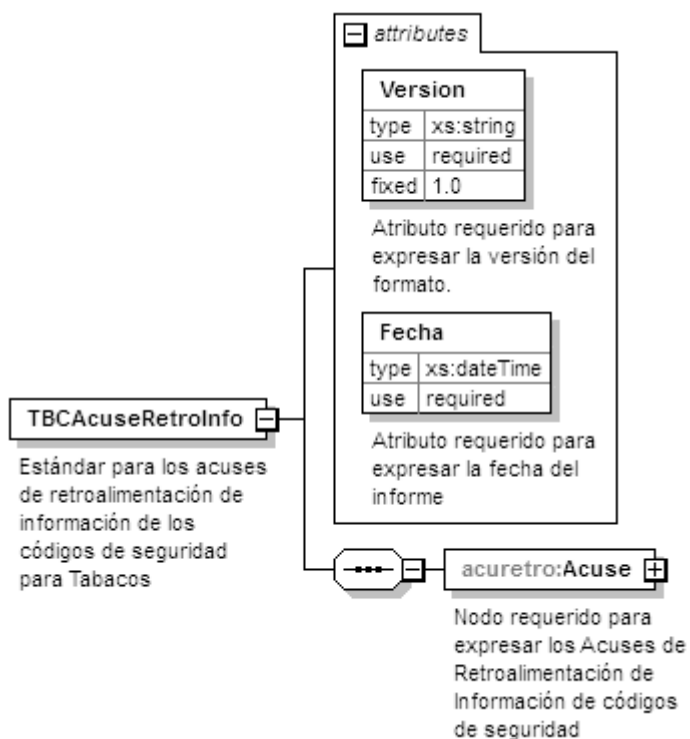 attributes
Version
type xs:string
use required
fixed 1.0
Atributo requerido para
expresar la versión del
formato.
Fecha
type xs:dateTime
use required
Atributo requerido para
expresar la fecha del
informe
TBCAcuseRetroInfo
Estándar para los acuses
de retroalimentación de
información de los
códigos de seguridad
para Tabacos
acuretro:Acuse
Nodo requerido para
expresar los Acuses de
Retroalimentación de
Información de códigos
de seguridad